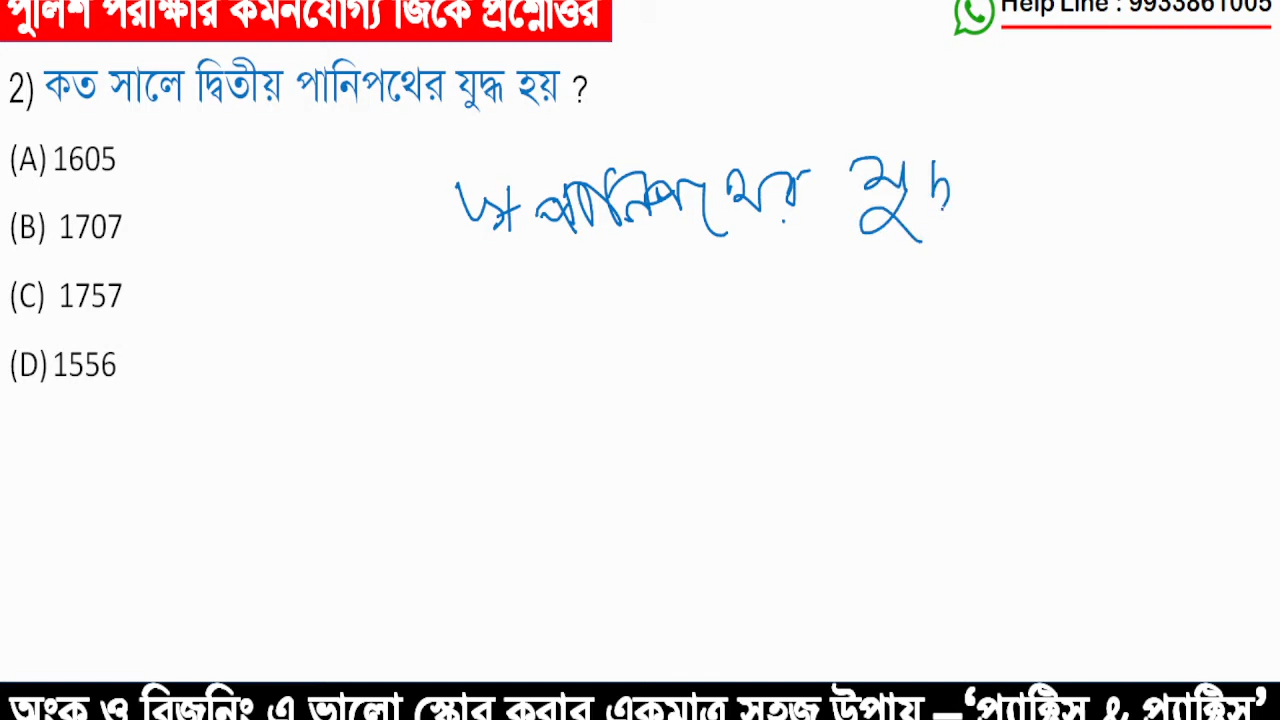 পুলিশ পরীক্ষার কমনযোগ্য জিকে প্রশ্নোত্তর
Help Line : 9933861005
2) কত সালে দ্বিতীয় পানিপথের যুদ্ধ হয় ?
(A) 1605
(B) 1707
(C) 1757
(D) 1556
পানিপথের
অংক ও রিজনিং এ ভালো স্কোর করার একমাত্র সহজ উপায় –‘প্র্যাক্টিস & প্র্যাক্টিস’